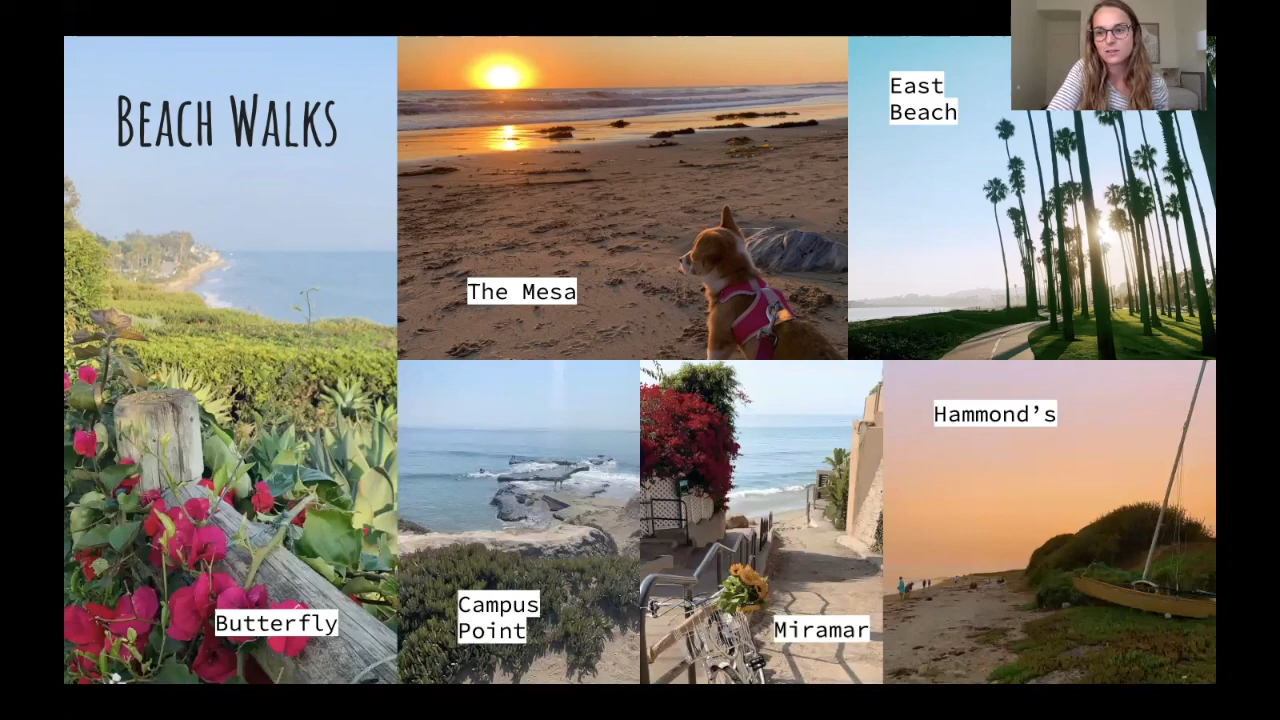 Beach Walks
The Mesa
East
Beach
Butterfly
Campus
Point
Miramar
Hammond’s